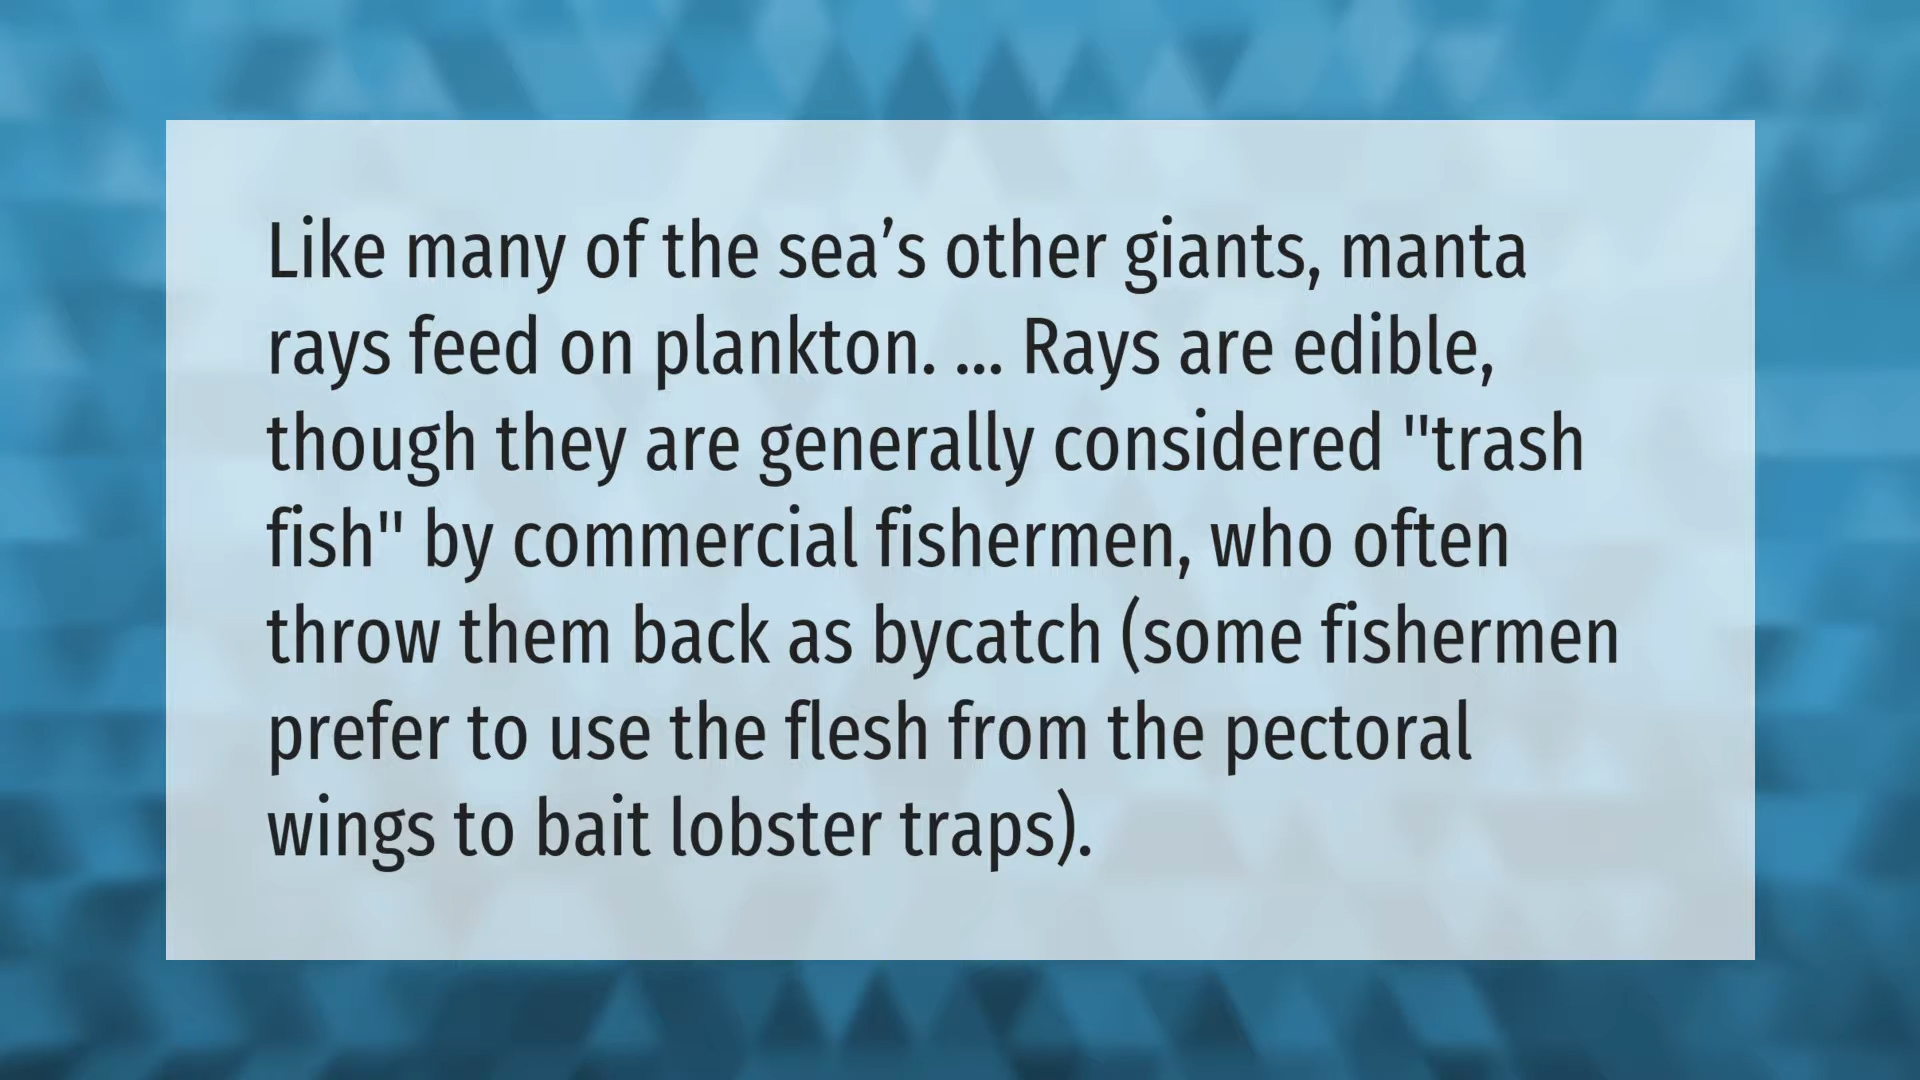 Like many of the sea’s other giants, manta
rays feed on plankton. ... Rays are edible,
though they are generally considered "trash
fish" by commercial fishermen, who often
throw them back as bycatch (some fishermen
prefer to use the flesh from the pectoral
wings to bait lobster traps).